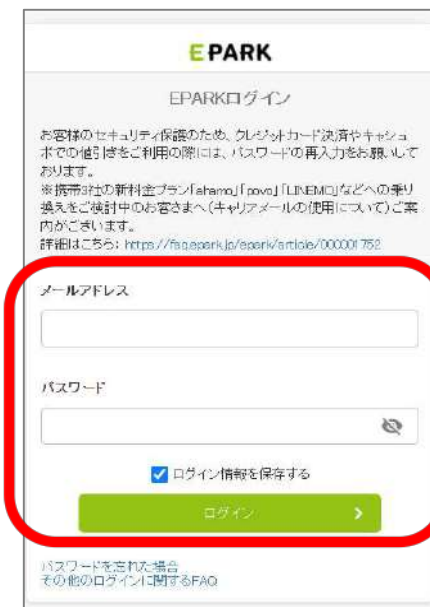 EPARK
EPARKログイン
お客様のセキュリティ保護のため、クレジットカード決済やキャシュ
ポでの値引きをご利用の際には、パスワードの再入力をお願いして
おります。
※携帯3社の新料金プラン「ahamo」「povo」「LINEMO」などへの乗り
換えをご検討中のお客さまへ(キャリアメールの使用について)ご案
内がございます。
詳細はこちら: https://faq.epark.jp/epark/article/000001752
メールアドレス
パスワード
ログイン情報を保存する
ログイン
パスワードを忘れた場合
その他のログインに関するFAQ